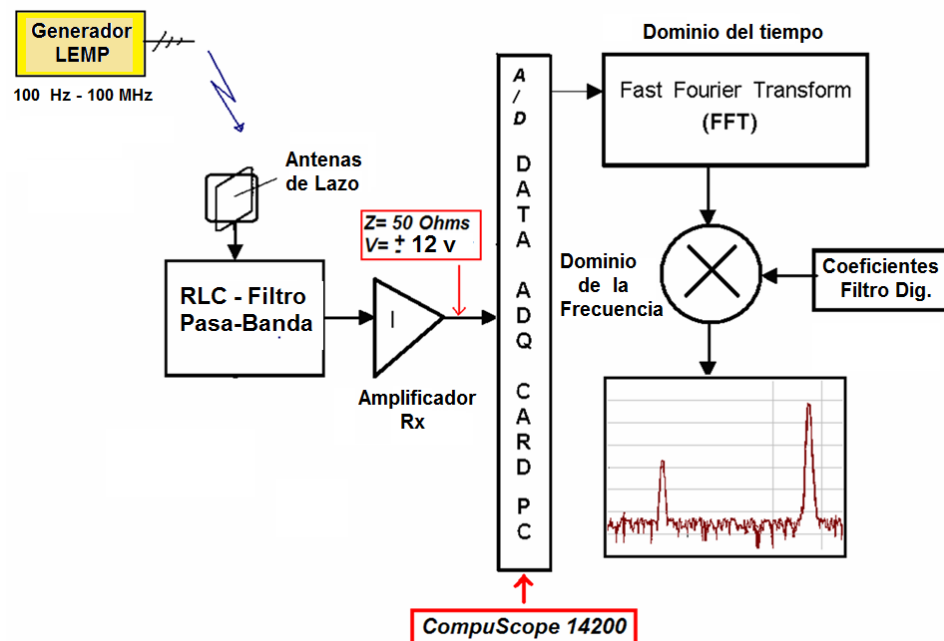 Generador
LEMP
100 Hz - 100 MHz
Antenas
de Lazo
RLC - Filtro
Pasa-Banda
Z= 50 Ohms
V= ± 12 v
I
Amplificador
Rx
A
/
D
D
A
T
A
A
D
Q
C
A
R
D
P
C
CompuScope 14200
Dominio del tiempo
Fast Fourier Transform
(FFT)
Dominio
de la
Frecuencia
Coeficientes
Filtro Dig.